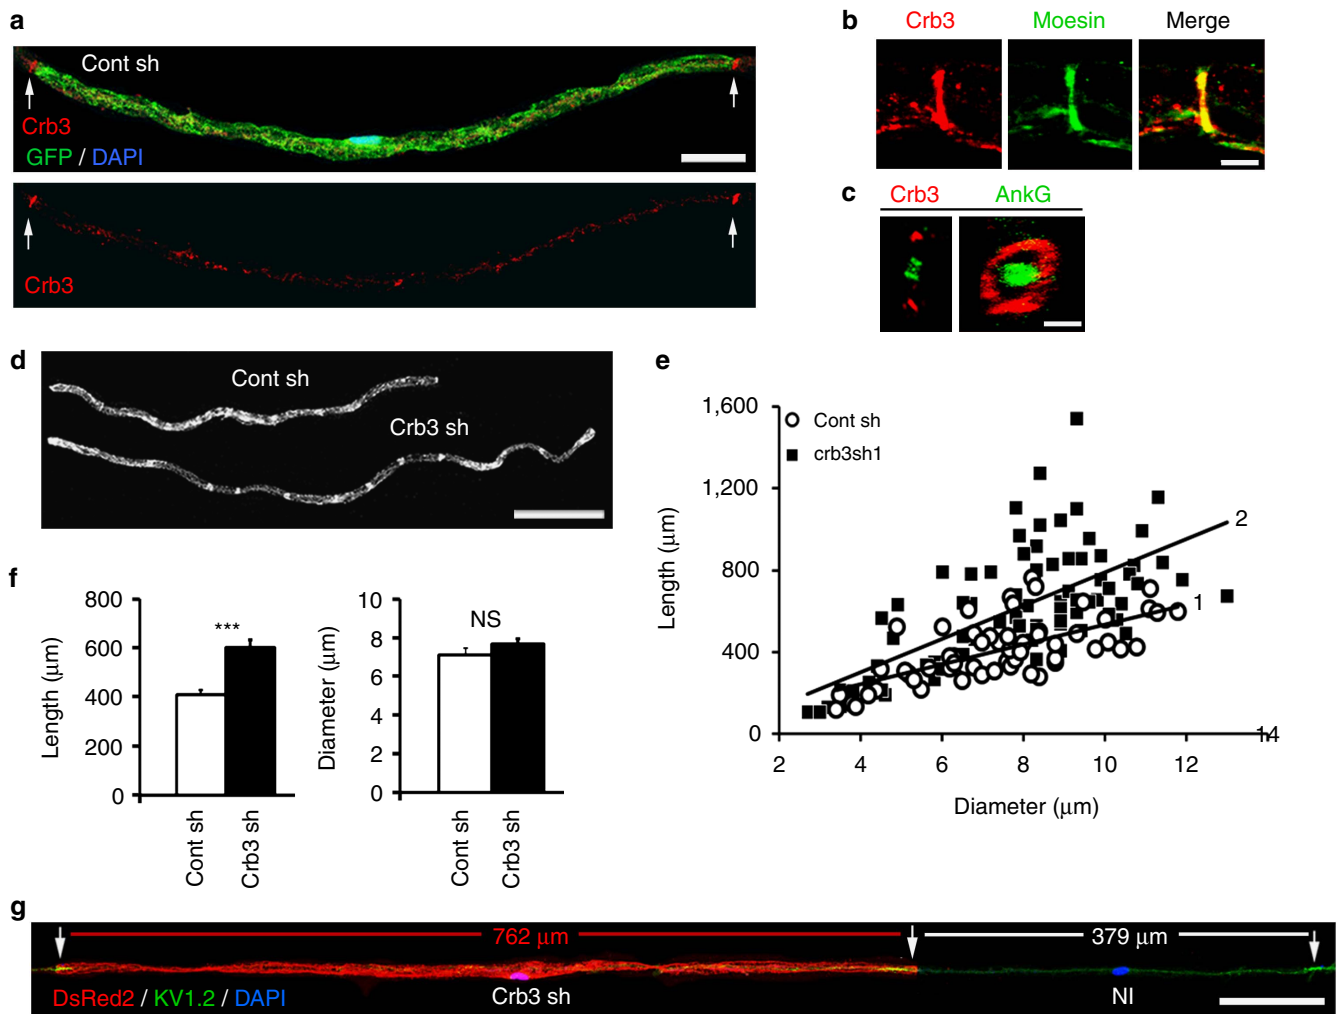 a
Cont sh
Crb3
GFP / DAPI
Crb3
b
Crb3 Moesin Merge
c
Crb3 AnkG
d
Cont sh
Crb3 sh
e
1,600
1,200
800
400
0
Length (μm)
Cont sh
crb3sh1
2
1
2 4 6 8 10 12 14
Diameter (μm)
f
800
600
400
200
0
Length (μm)
***
Cont sh
Crb3 sh
10
8
6
4
2
0
Diameter (μm)
NS
Cont sh
Crb3 sh
g
762 μm
379 μm
DsRed2 / KV1.2 / DAPI
Crb3 sh
NI